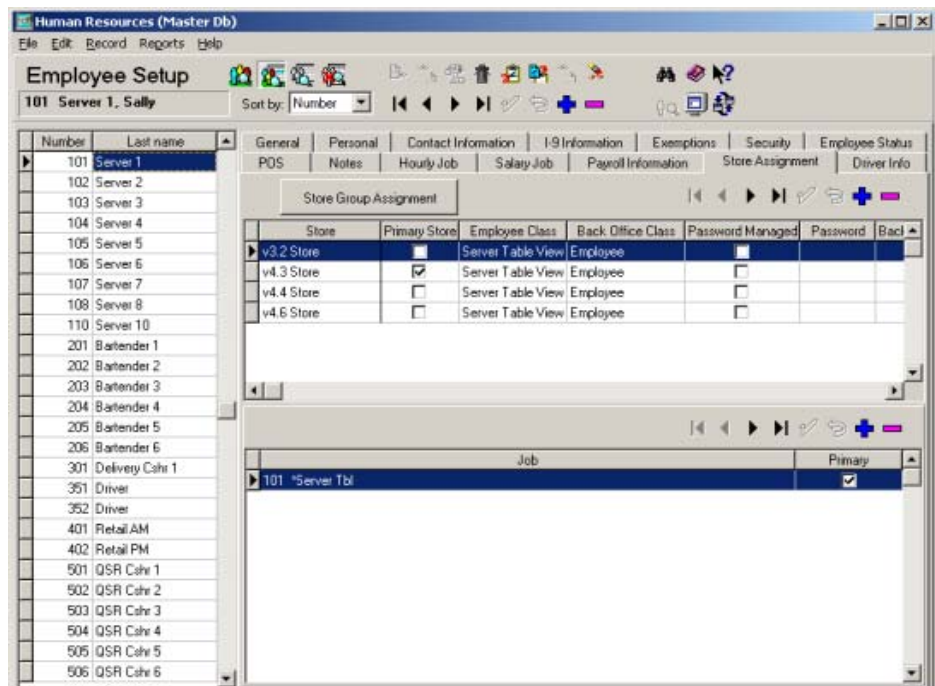 Human Resources (Master Db)
File Edit Record Reports Help
Employee Setup
101 Server 1, Sally
Sort by: Number
Number Last name
101 Server 1
102 Server 2
103 Server 3
104 Server 4
105 Server 5
106 Server 6
107 Server 7
108 Server 8
110 Server 10
201 Bartender 1
202 Bartender 2
203 Bartender 3
204 Bartender 4
205 Bartender 5
206 Bartender 6
301 Delivery Cshr 1
351 Driver
352 Driver
401 Retail AM
402 Retail PM
501 QSR Cshr 1
502 QSR Cshr 2
503 QSR Cshr 3
504 QSR Cshr 4
505 QSR Cshr 5
506 QSR Cshr 6
General Personal Contact Information I-9 Information Exemptions Security Employee Status
POS Notes Hourly Job Salary Job Payroll Information Store Assignment Driver Info
Store Group Assignment
Store Primary Store Employee Class Back Office Class Password Managed Password Bacl
v3.2 Store Server Table View Employee
v4.3 Store Server Table View Employee
v4.4 Store Server Table View Employee
v4.6 Store Server Table View Employee
Job Primary
101 *Server Tbl